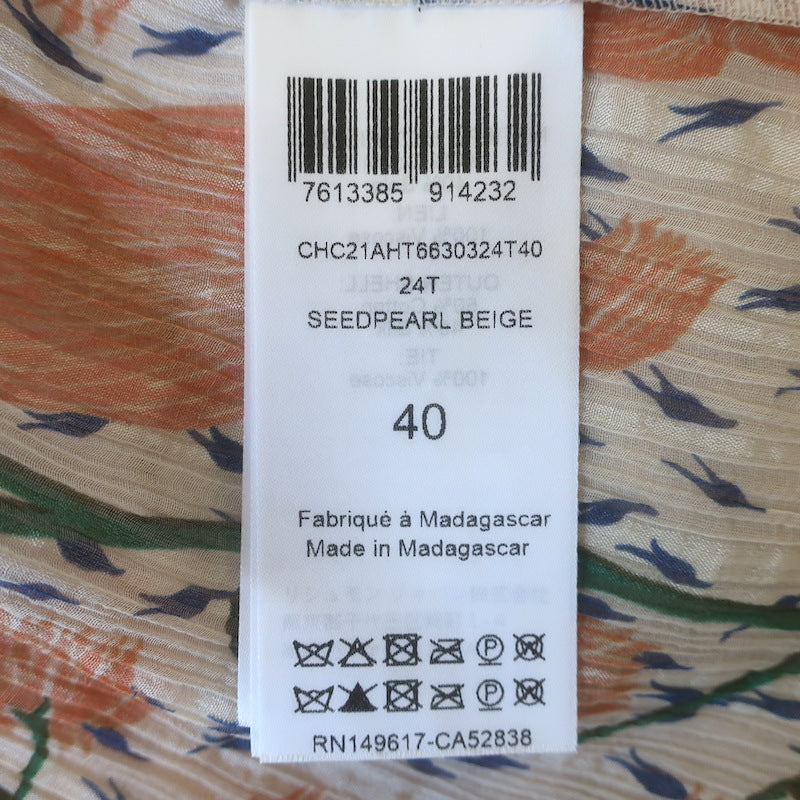 7613385 914232
CHC21AHT6630324T40
24T
SEEDPEARL BEIGE
40
Fabriqué à Madagascar
Made in Madagascar
RN149617-CA52838